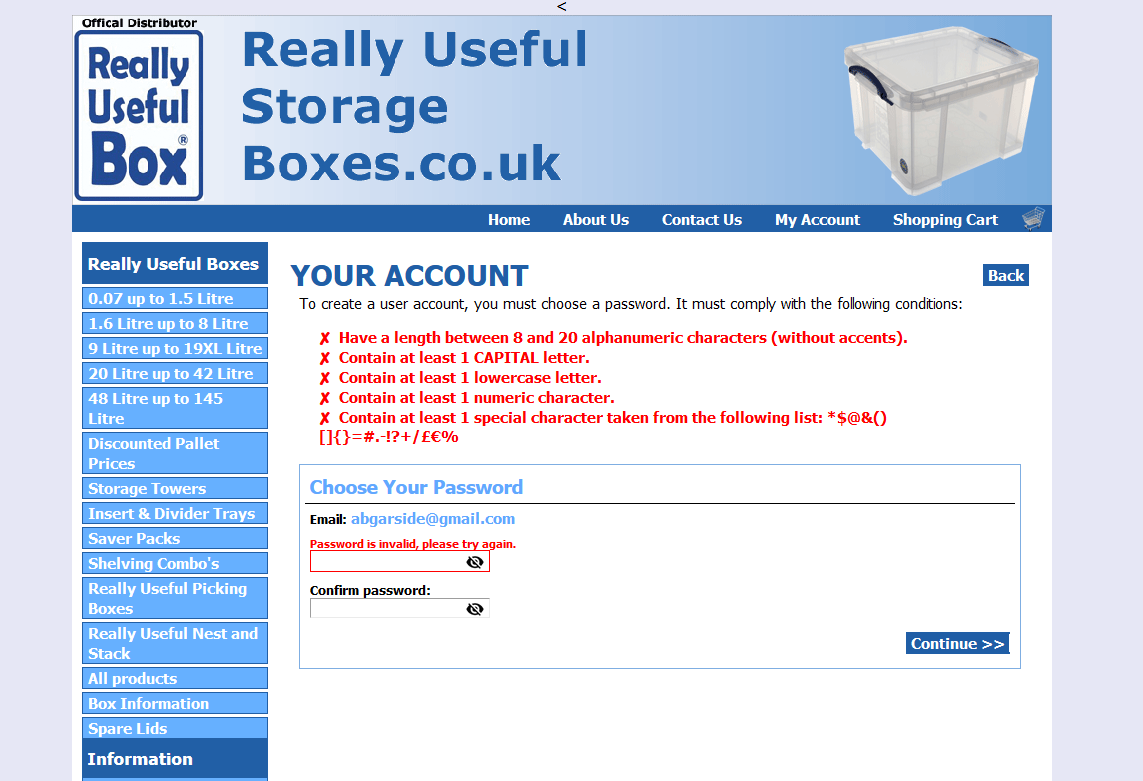 <
Offical Distributor
Really
Useful
Box®
Really Useful
Storage
Boxes.co.uk
Home About Us Contact Us My Account Shopping Cart
Really Useful Boxes
0.07 up to 1.5 Litre
1.6 Litre up to 8 Litre
9 Litre up to 19XL Litre
20 Litre up to 42 Litre
48 Litre up to 145
Litre
Discounted Pallet
Prices
Storage Towers
Insert & Divider Trays
Saver Packs
Shelving Combo's
Really Useful Picking
Boxes
Really Useful Nest and
Stack
All products
Box Information
Spare Lids
Information
YOUR ACCOUNT
Back
To create a user account, you must choose a password. It must comply with the following conditions:
✘ Have a length between 8 and 20 alphanumeric characters (without accents).
✘ Contain at least 1 CAPITAL letter.
✘ Contain at least 1 lowercase letter.
✘ Contain at least 1 numeric character.
✘ Contain at least 1 special character taken from the following list: *$@&()
[]{}=#.-!?+/£€%
Choose Your Password
Email: abgarside@gmail.com
Password is invalid, please try again.
Confirm password:
Continue >>